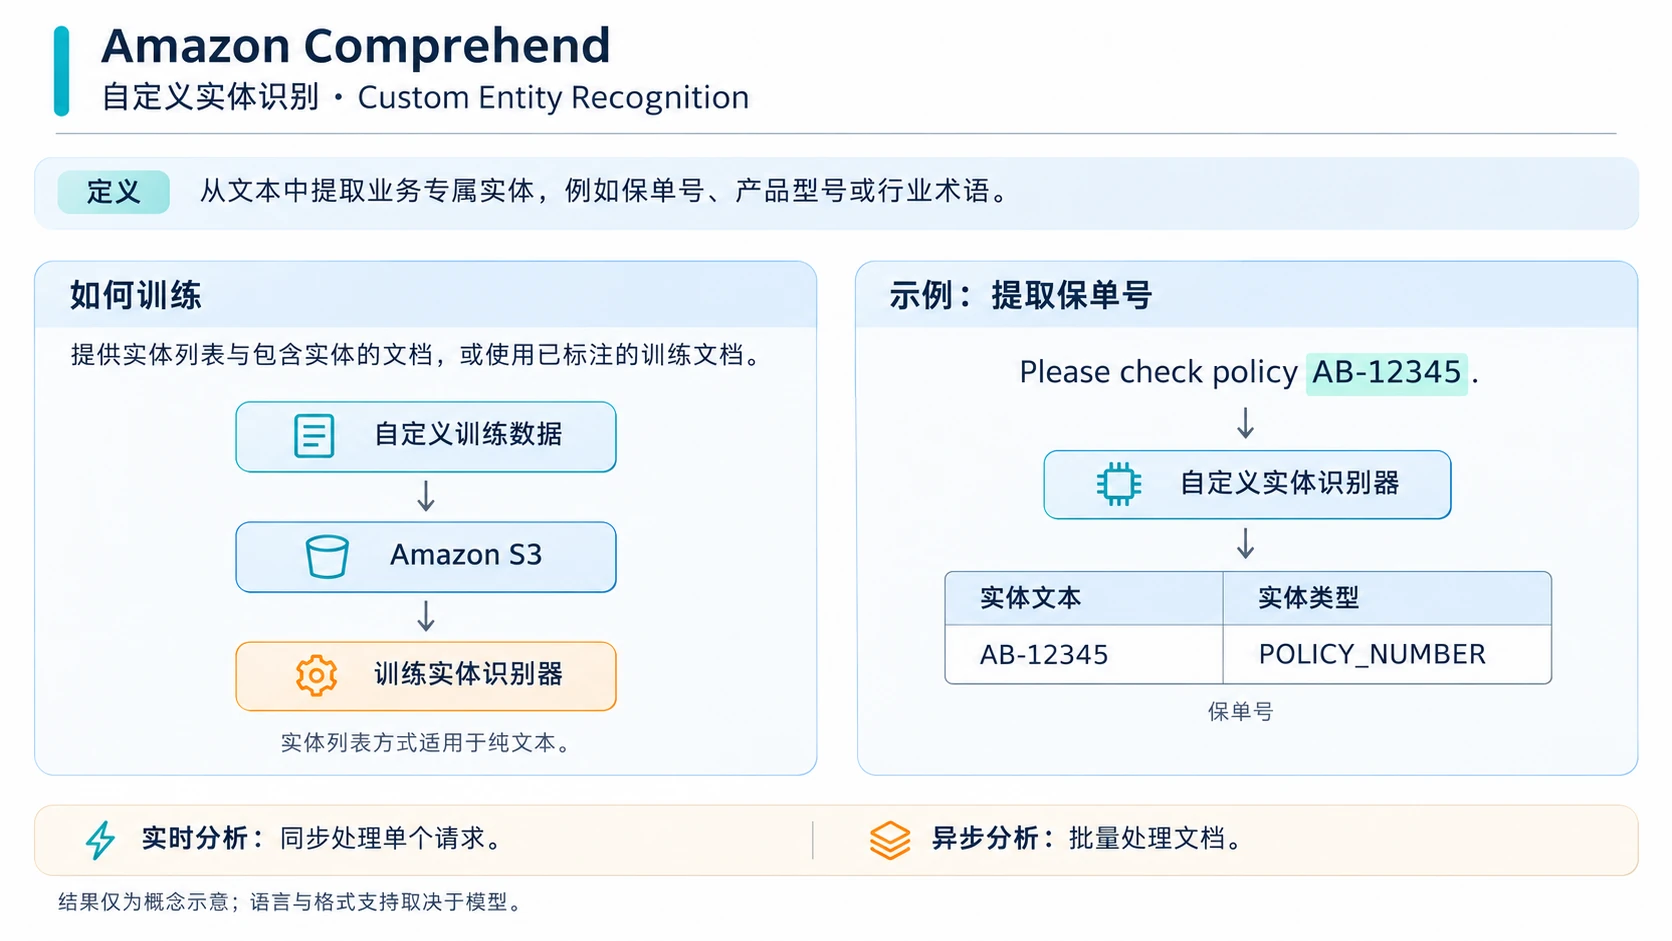 Amazon Comprehend
自定义实体识别・Custom Entity Recognition
定义
从文本中提取业务专属实体，例如保单号、产品型号或行业术语。
如何训练
提供实体列表与包含实体的文档，或使用已标注的训练文档。
自定义训练数据
Amazon S3
训练实体识别器
实体列表方式适用于纯文本。
示例：提取保单号
Please check policy AB-12345.
自定义实体识别器
实体文本 实体类型
AB-12345 POLICY_NUMBER
保单号
实时分析：同步处理单个请求。
异步分析：批量处理文档。
结果仅为概念示意；语言与格式支持取决于模型。